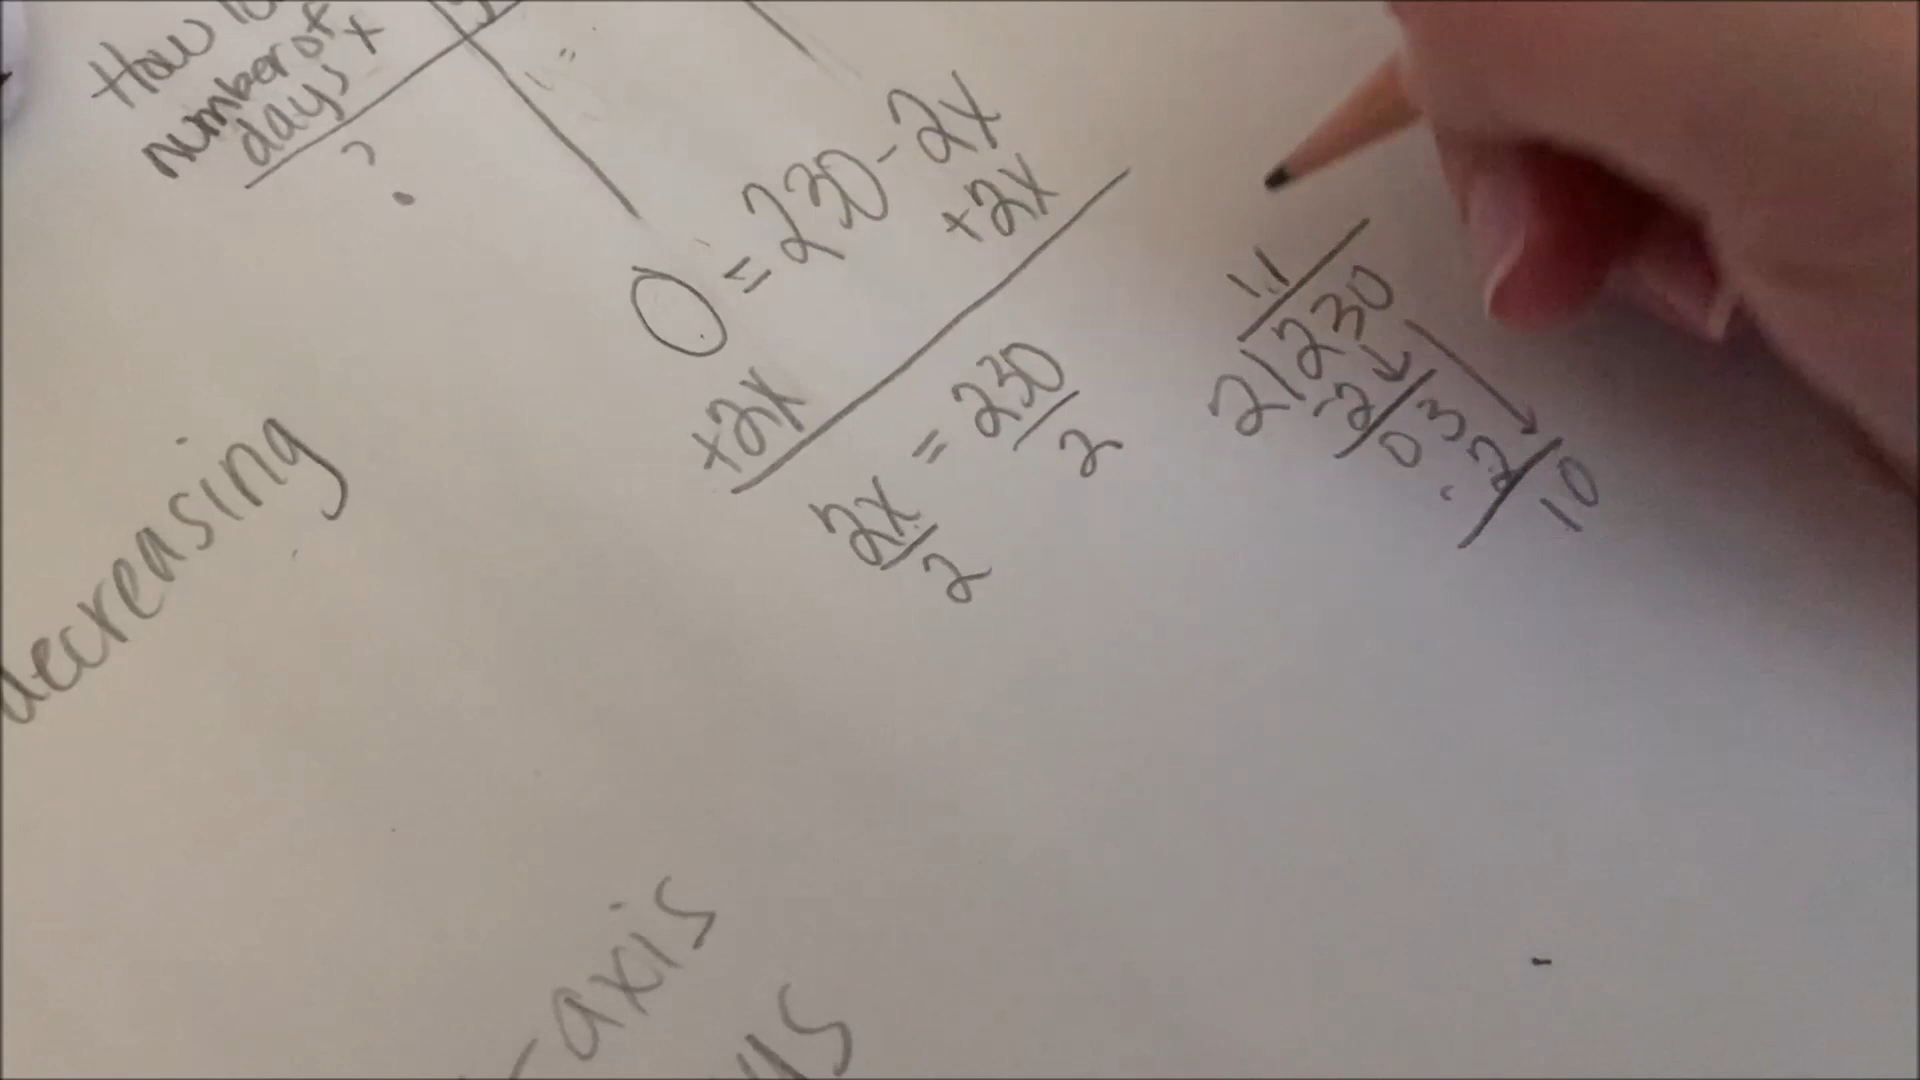 How
number of
days x
?
0 = 230 - 2x
+2x +2x
2x = 230
2 2
11
2 230
-2
03
-2
10
decreasing
-axis